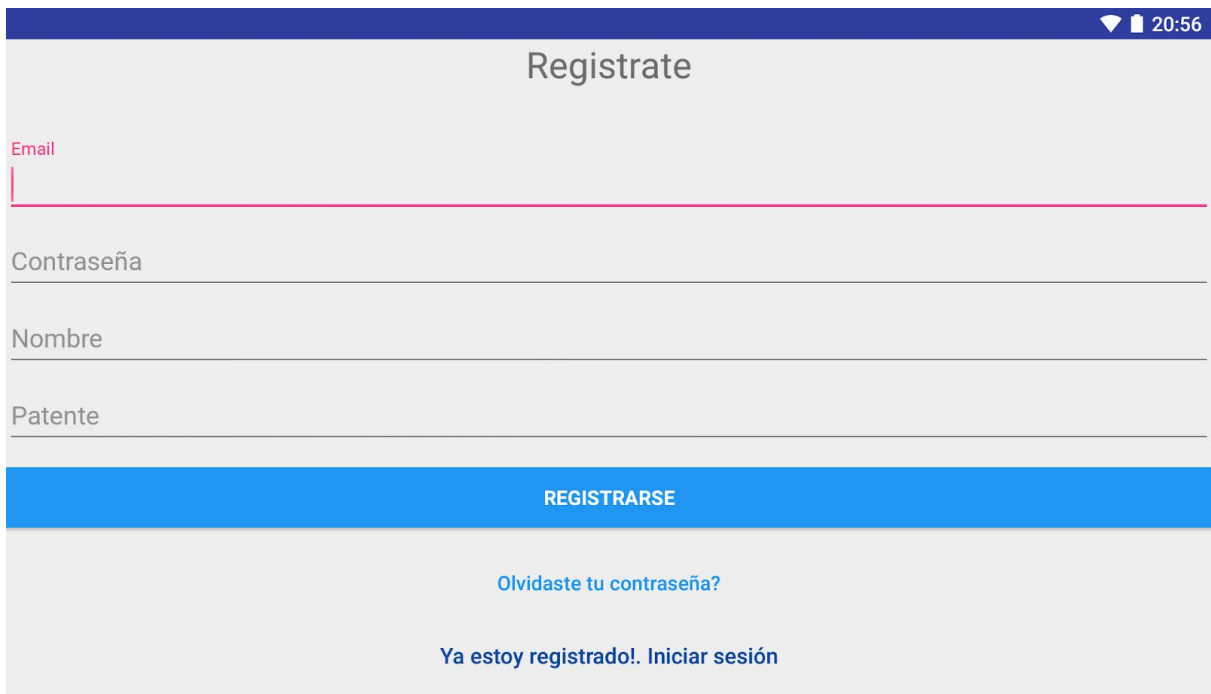 20:56
Registrate
Email
Contraseña
Nombre
Patente
REGISTRARSE
Olvidaste tu contraseña?
Ya estoy registrado!. Iniciar sesión